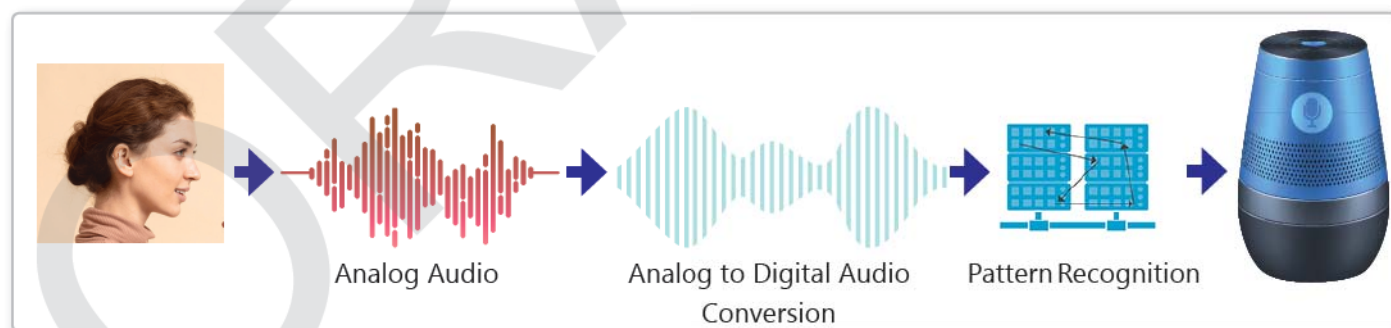 Analog Audio
Analog to Digital Audio
Conversion
Pattern Recognition